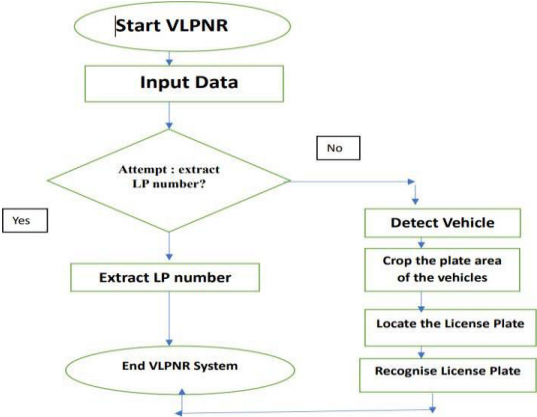 Start VLPNR
Input Data
Attempt : extract
LP number?
No
Yes
Detect Vehicle
Crop the plate area
of the vehicles
Extract LP number
Locate the License Plate
End VLPNR System
Recognise License Plate